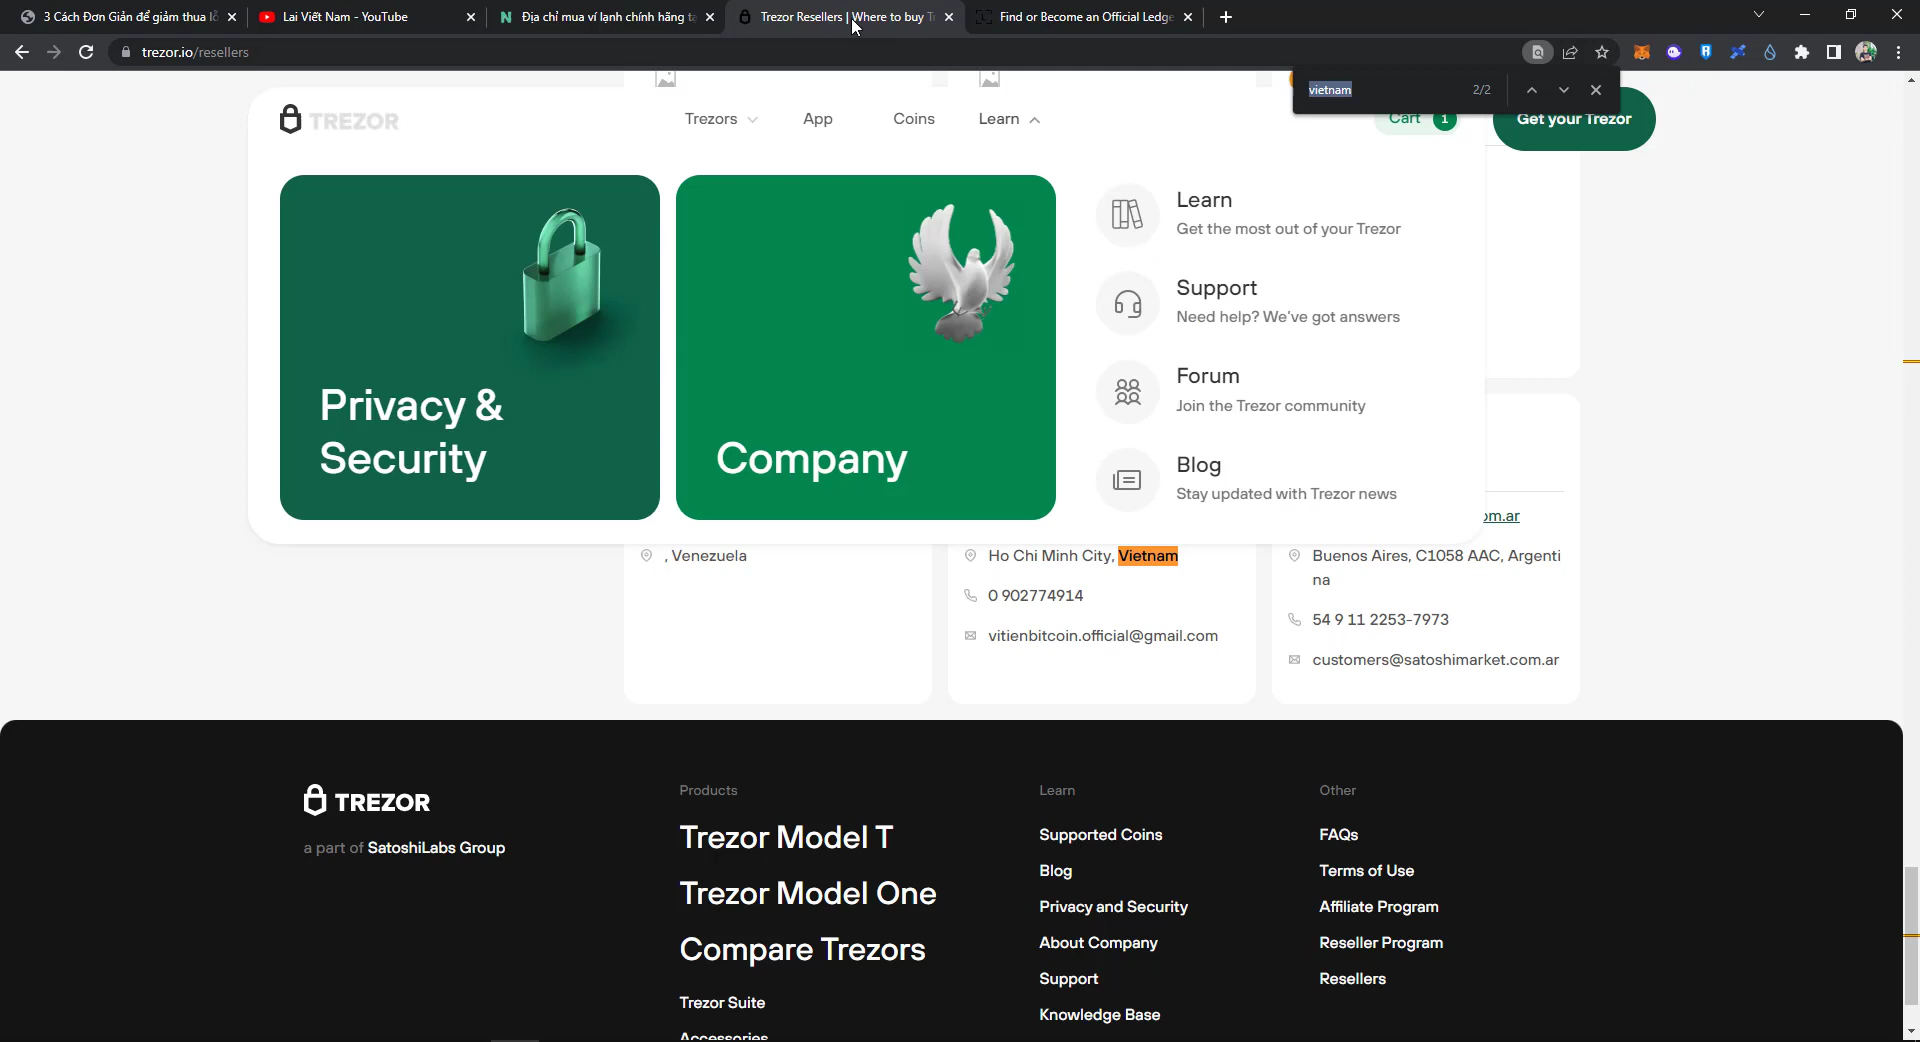 3 Cách Đơn Giản để giảm thua lỗ
Lai Viết Nam - YouTube
Địa chỉ mua ví lạnh chính hãng tạ
Trezor Resellers | Where to buy Tr
Find or Become an Official Ledge
trezor.io/resellers
vietnam
2/2
TREZOR
Trezors
App
Coins
Learn
Cart 1
Get your Trezor
Privacy &
Security
Company
Learn
Get the most out of your Trezor
Support
Need help? We've got answers
Forum
Join the Trezor community
Blog
Stay updated with Trezor news
om.ar
, Venezuela
Ho Chi Minh City, Vietnam
0 902774914
vitienbitcoin.official@gmail.com
Buenos Aires, C1058 AAC, Argenti
na
54 9 11 2253-7973
customers@satoshimarket.com.ar
TREZOR
a part of SatoshiLabs Group
Products
Trezor Model T
Trezor Model One
Compare Trezors
Trezor Suite
Accessories
Learn
Supported Coins
Blog
Privacy and Security
About Company
Support
Knowledge Base
Other
FAQs
Terms of Use
Affiliate Program
Reseller Program
Resellers